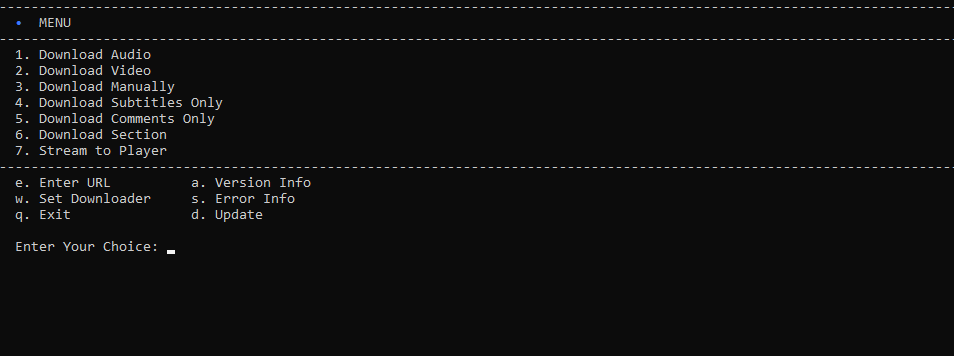 • MENU
1. Download Audio
2. Download Video
3. Download Manually
4. Download Subtitles Only
5. Download Comments Only
6. Download Section
7. Stream to Player
e. Enter URL a. Version Info
w. Set Downloader s. Error Info
q. Exit d. Update
Enter Your Choice: _